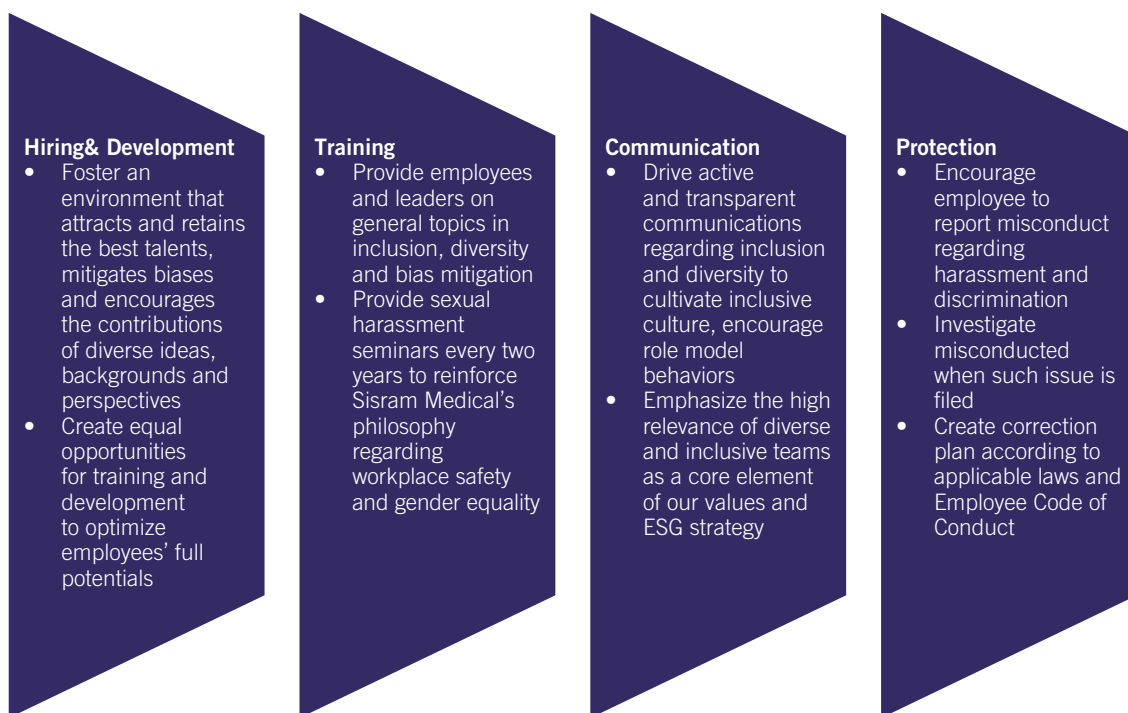 Hiring& Development
• Foster an
environment that
attracts and retains
the best talents,
mitigates biases
and encourages
the contributions
of diverse ideas,
backgrounds and
perspectives
• Create equal
opportunities
for training and
development
to optimize
employees’ full
potentials
Training
• Provide employees
and leaders on
general topics in
inclusion, diversity
and bias mitigation
• Provide sexual
harassment
seminars every two
years to reinforce
Sisram Medical’s
philosophy
regarding
workplace safety
and gender equality
Communication
• Drive active
and transparent
communications
regarding inclusion
and diversity to
cultivate inclusive
culture, encourage
role model
behaviors
• Emphasize the high
relevance of diverse
and inclusive teams
as a core element
of our values and
ESG strategy
Protection
• Encourage
employee to
report misconduct
regarding
harassment and
discrimination
• Investigate
misconducted
when such issue is
filed
• Create correction
plan according to
applicable laws and
Employee Code of
Conduct